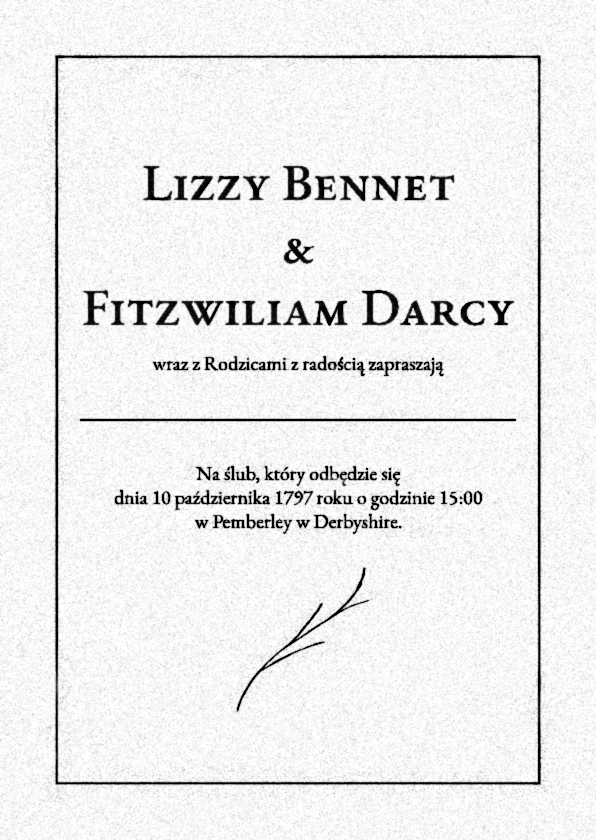 Lizzy Bennet
&
Fitzwiliam Darcy
wraz z Rodzicami z radością zapraszają
Na ślub, który odbędzie się
dnia 10 października 1797 roku o godzinie 15:00
w Pemberley w Derbyshire.